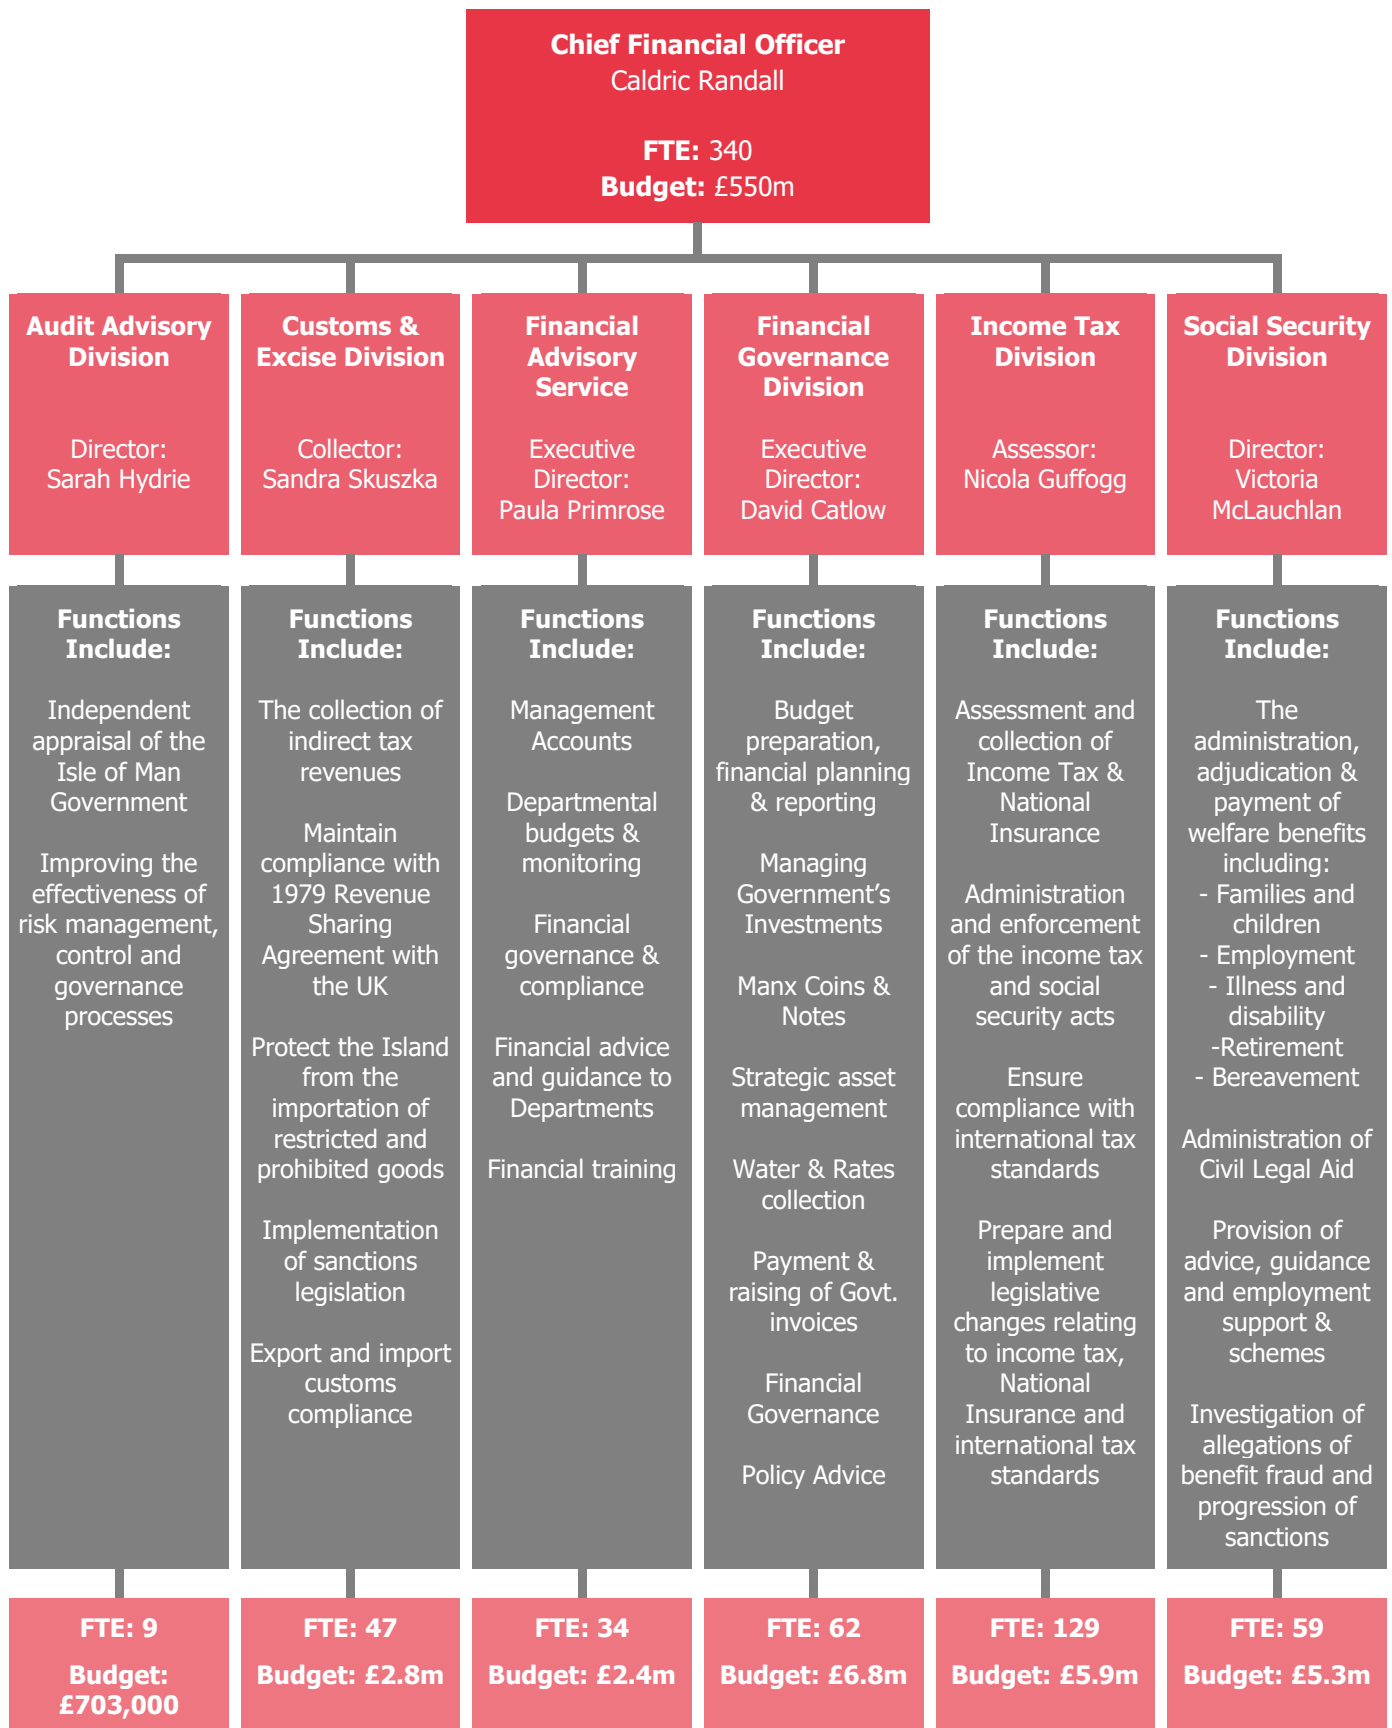 Chief Financial Officer
Caldric Randall
FTE: 340
Budget: £550m
Audit Advisory
Division
Director:
Sarah Hydrie
Customs &
Excise Division
Collector:
Sandra Skuszka
Financial
Advisory
Service
Executive
Director:
Paula Primrose
Financial
Governance
Division
Executive
Director:
David Catlow
Income Tax
Division
Assessor:
Nicola Guffogg
Social Security
Division
Director:
Victoria
McLauchlan
Functions
Include:
Independent
appraisal of the
Isle of Man
Government
Improving the
effectiveness of
risk management,
control and
governance
processes
Functions
Include:
The collection of
indirect tax
revenues
Maintain
compliance with
1979 Revenue
Sharing
Agreement with
the UK
Protect the Island
from the
importation of
restricted and
prohibited goods
Implementation
of sanctions
legislation
Export and import
customs
compliance
Functions
Include:
Management
Accounts
Departmental
budgets &
monitoring
Financial
governance &
compliance
Financial advice
and guidance to
Departments
Financial training
Functions
Include:
Budget
preparation,
financial planning
& reporting
Managing
Government’s
Investments
Manx Coins &
Notes
Strategic asset
management
Water & Rates
collection
Payment &
raising of Govt.
invoices
Financial
Governance
Policy Advice
Functions
Include:
Assessment and
collection of
Income Tax &
National
Insurance
Administration
and enforcement
of the income tax
and social
security acts
Ensure
compliance with
international tax
standards
Prepare and
implement
legislative
changes relating
to income tax,
National
Insurance and
international tax
standards
Functions
Include:
The
administration,
adjudication &
payment of
welfare benefits
including:
- Families and
children
- Employment
- Illness and
disability
-Retirement
- Bereavement
Administration of
Civil Legal Aid
Provision of
advice, guidance
and employment
support &
schemes
Investigation of
allegations of
benefit fraud and
progression of
sanctions
FTE: 9
Budget:
£703,000
FTE: 47
Budget: £2.8m
FTE: 34
Budget: £2.4m
FTE: 62
Budget: £6.8m
FTE: 129
Budget: £5.9m
FTE: 59
Budget: £5.3m